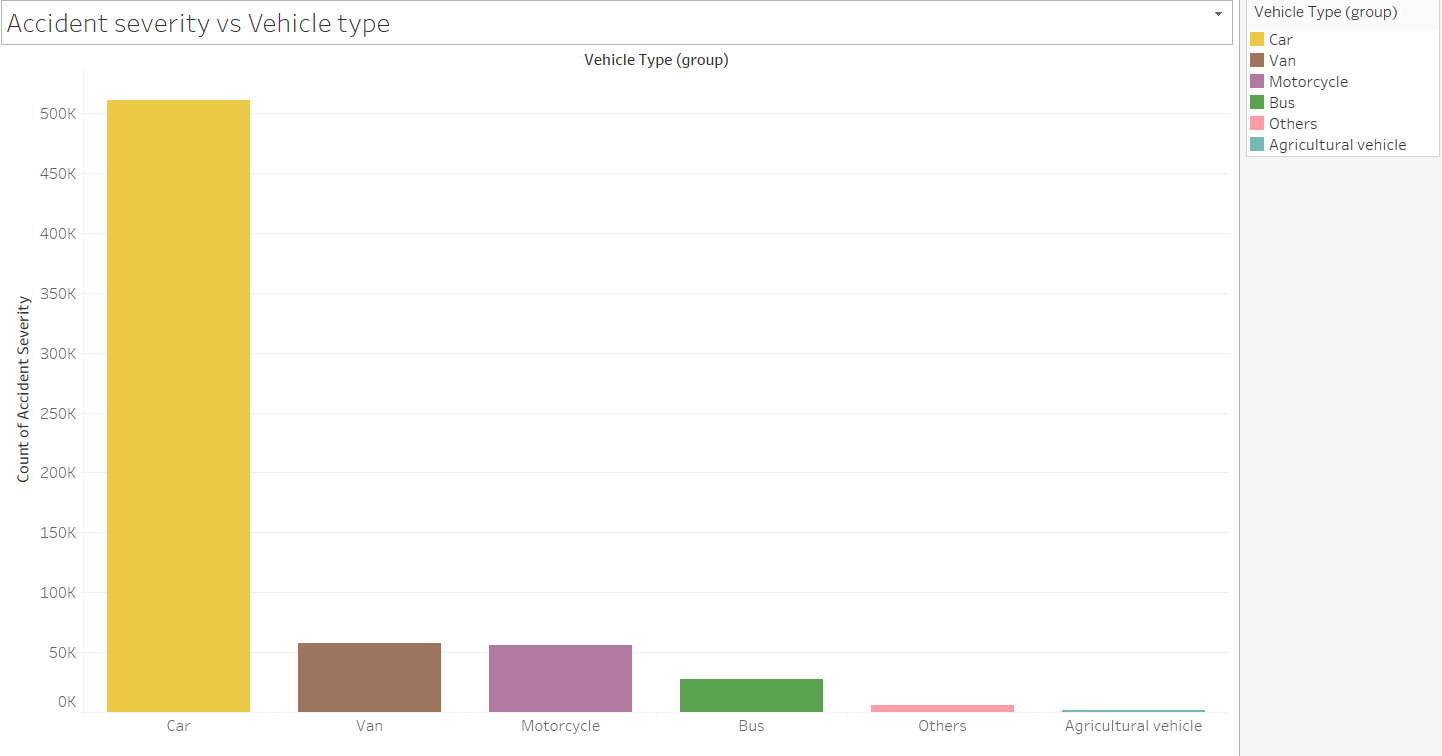 Accident severity vs Vehicle type
Vehicle Type (group)
Count of Accident Severity
500K
450K
400K
350K
300K
250K
200K
150K
100K
50K
0K
Car
Van
Motorcycle
Bus
Others
Agricultural vehicle
Vehicle Type (group)
Car
Van
Motorcycle
Bus
Others
Agricultural vehicle